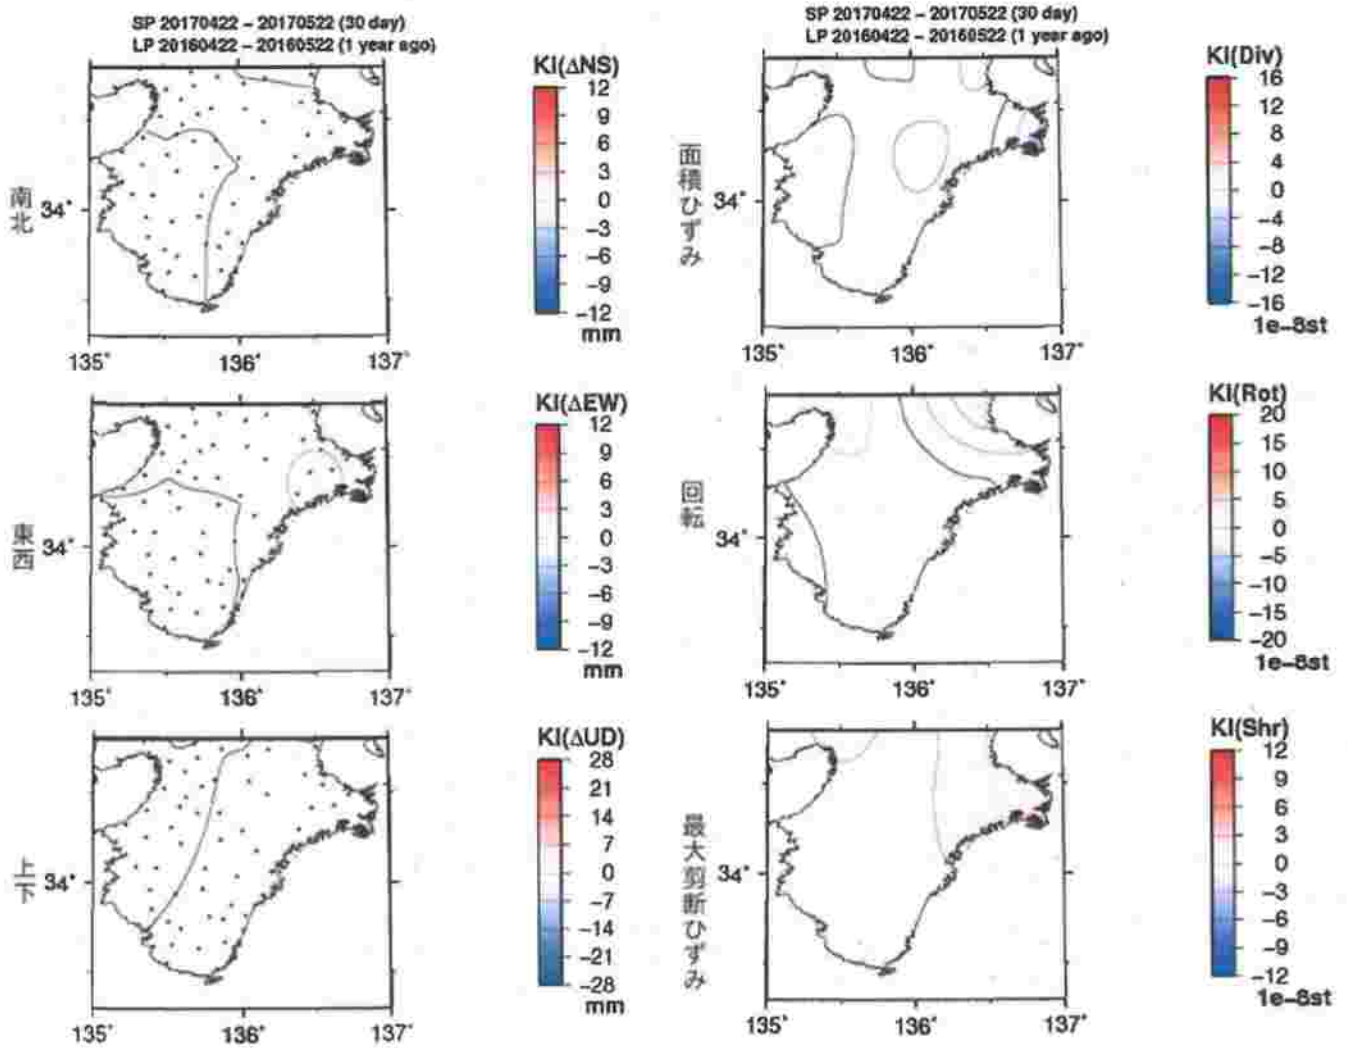 SP 20170422 – 20170522 (30 day)
LP 20160422 – 20160522 (1 year ago)
南北
34°
135° 136° 137°
KI(ΔNS)
12
9
6
3
0
−3
−6
−9
−12
mm
東西
34°
135° 136° 137°
KI(ΔEW)
12
9
6
3
0
−3
−6
−9
−12
mm
上下
34°
135° 136° 137°
KI(ΔUD)
28
21
14
7
0
−7
−14
−21
−28
mm
SP 20170422 – 20170522 (30 day)
LP 20160422 – 20160522 (1 year ago)
面積ひずみ
34°
135° 136° 137°
KI(Div)
16
12
8
4
0
−4
−8
−12
−16
1e−8st
回転
34°
135° 136° 137°
KI(Rot)
20
15
10
5
0
−5
−10
−15
−20
1e−8st
最大剪断ひずみ
34°
135° 136° 137°
KI(Shr)
12
9
6
3
0
−3
−6
−9
−12
1e−8st